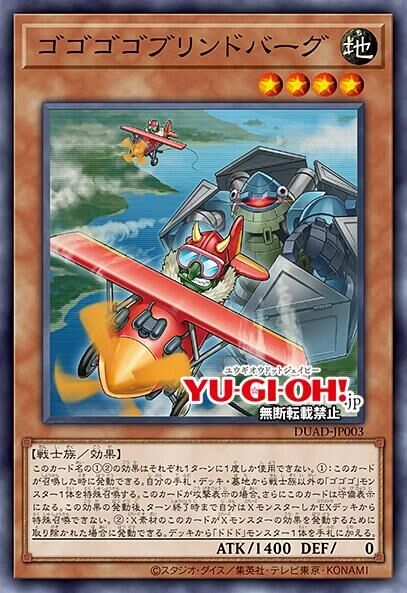 ゴゴゴゴブリンドバーグ
地
ユウギオウドットジェイピー
YU-GI-OH!.jp
無断転載禁止
DUAD-JP003
【戦士族／効果】
このカード名の①②の効果はそれぞれ1ターンに1度しか使用できない。①：このカード
が召喚した時に発動できる。自分の手札・デッキ・墓地から戦士族以外の「ゴゴゴ」モン
スター1体を特殊召喚する。このカードが攻撃表示の場合、さらにこのカードは守備表示
になる。この効果の発動後、ターン終了時まで自分はXモンスターしかEXデッキから
特殊召喚できない。②：X素材のこのカードがXモンスターの効果を発動するために
取り除かれた場合に発動できる。デッキから「ドドド」モンスター1体を手札に加える。
ATK/1400 DEF/ 0
©スタジオ・ダイス／集英社・テレビ東京・KONAMI